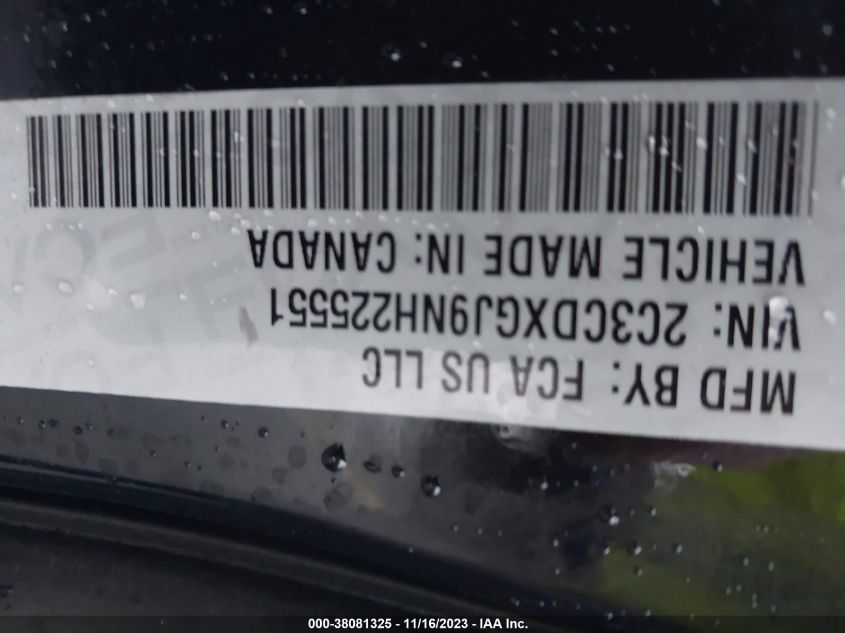 MFD BY: FCA US LLC
VIN: 2C3CDXGJ9NH225551
VEHICLE MADE IN: CANADA
000-38081325 - 11/16/2023 - IAA Inc.